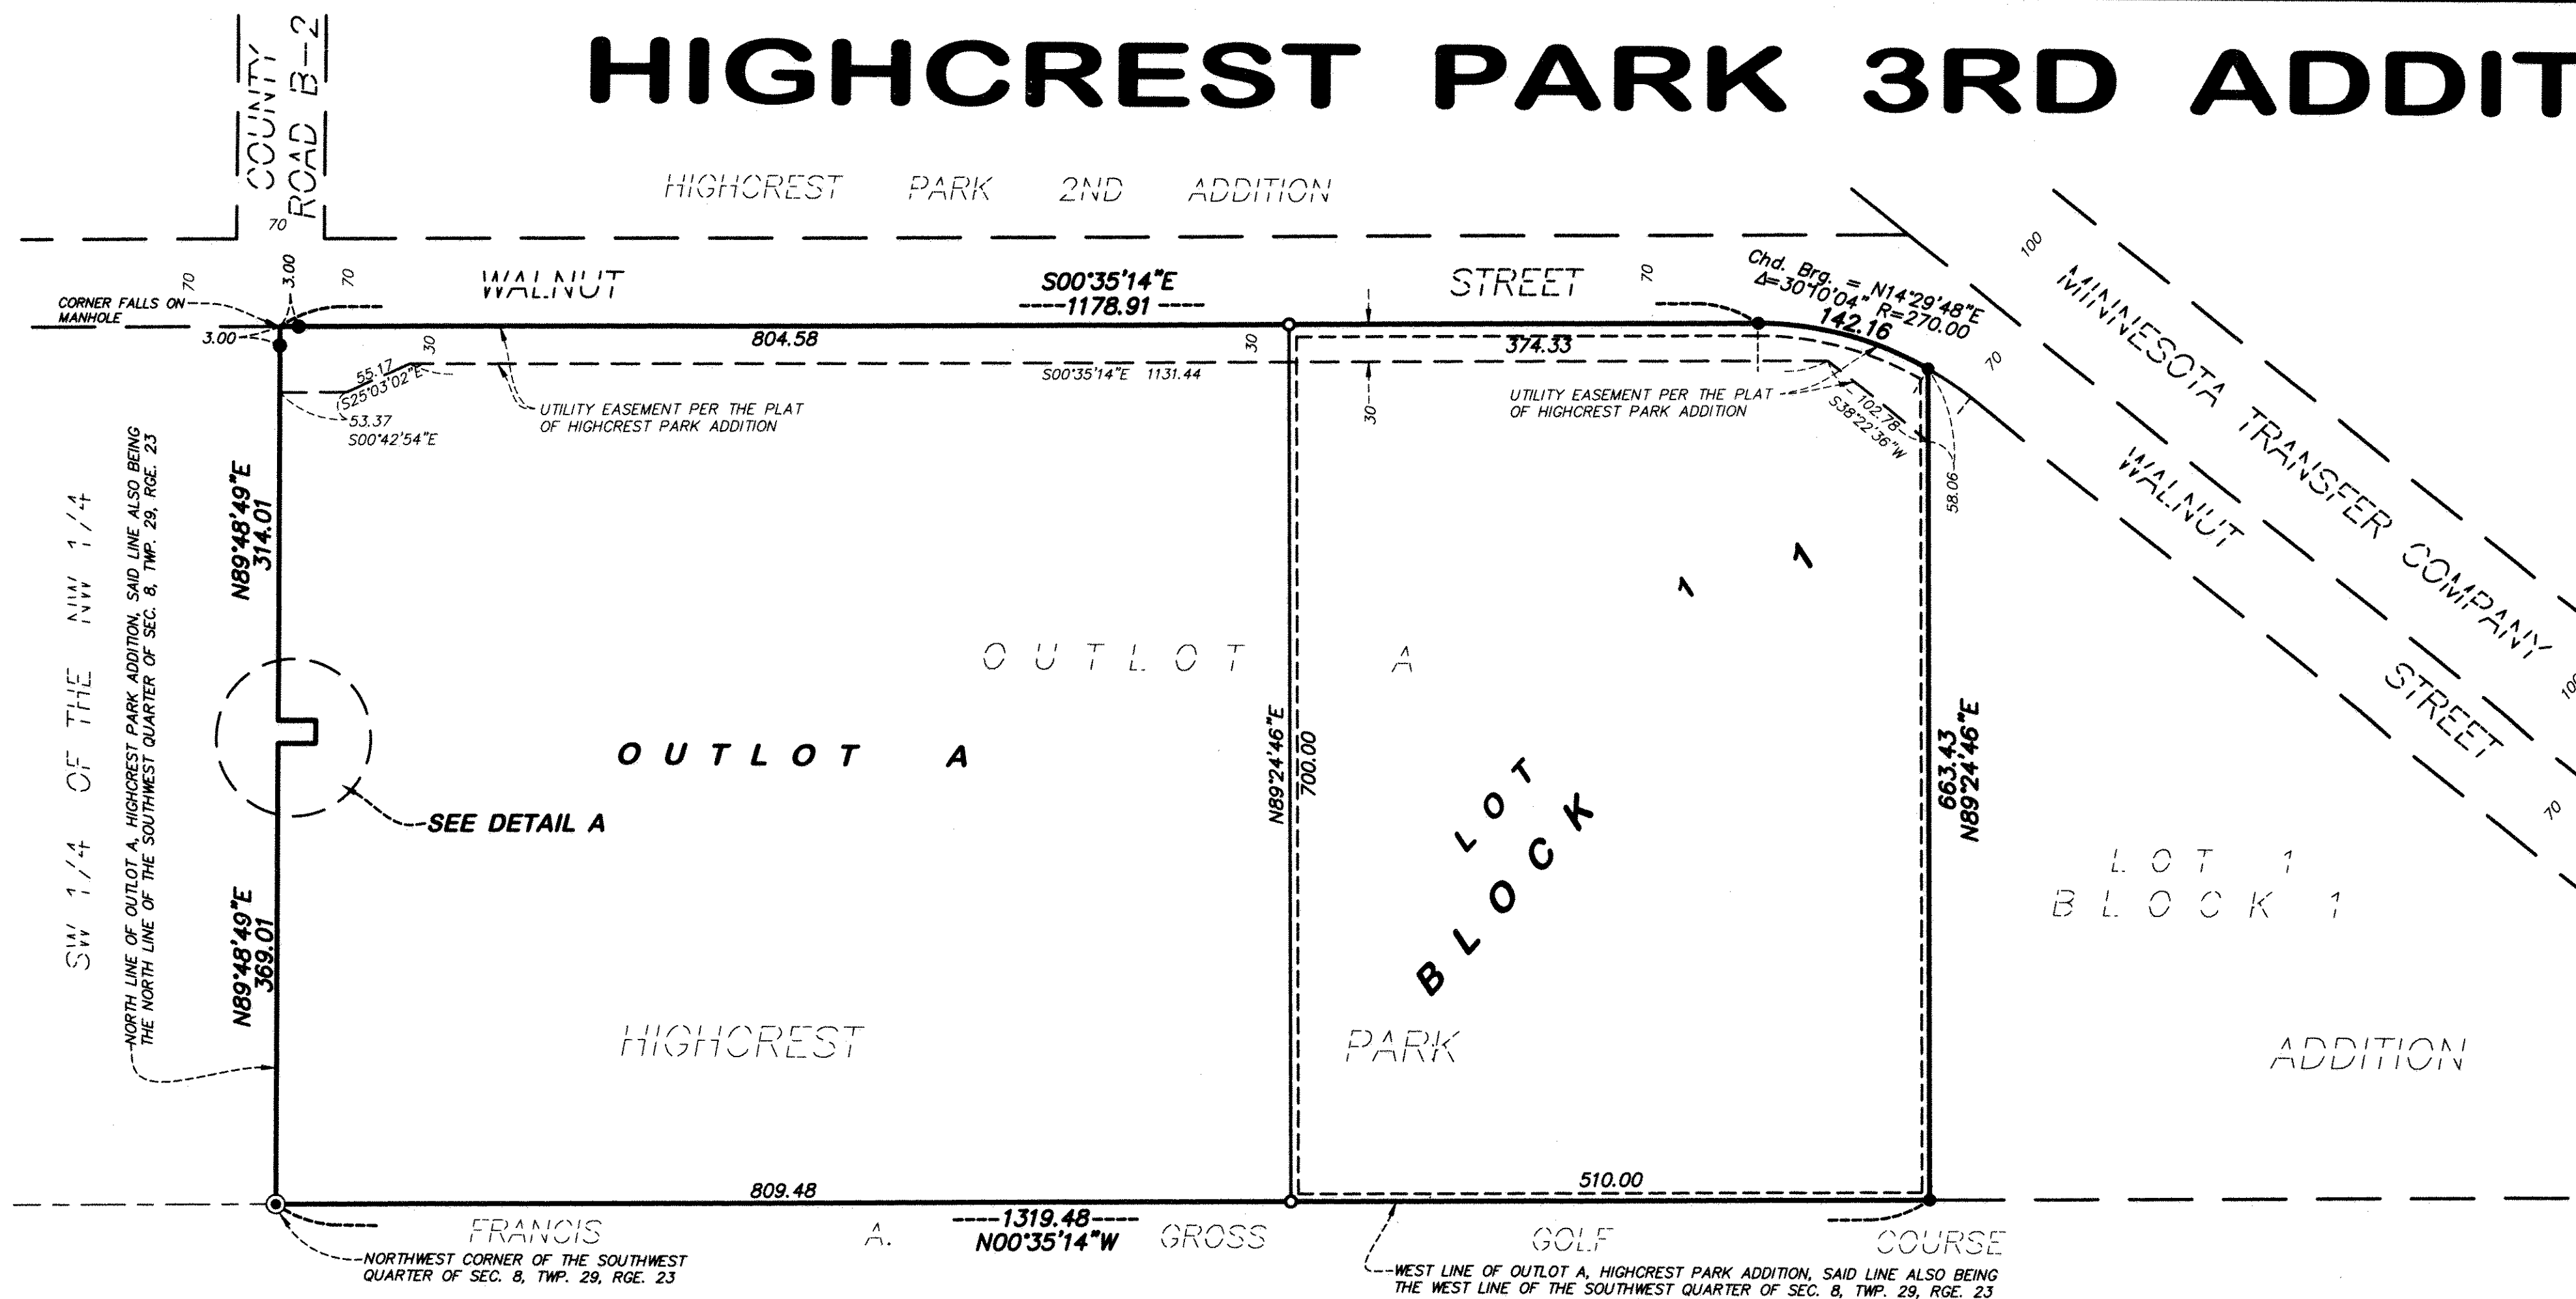 HIGHCREST PARK 3RD ADDIT
COUNTY
ROAD B-2
70
HIGHCREST PARK 2ND ADDITION
70
3.00
70
WALNUT
S00°35'14"E
----1178.91----
STREET
70
Chd. Brg. = N14°29'48"E
Δ=30°10'04" R=270.00
142.16
100
MINNESOTA TRANSFER COMPANY
100
CORNER FALLS ON
MANHOLE
3.00
804.58
30
30
374.33
70
55.17
S25°03'02"E
S00°35'14"E 1131.44
53.37
S00°42'54"E
UTILITY EASEMENT PER THE PLAT
OF HIGHCREST PARK ADDITION
30
UTILITY EASEMENT PER THE PLAT
OF HIGHCREST PARK ADDITION
102.78
S38°22'36"W
58.06
WALNUT
STREET
70
SW 1/4 OF THE NW 1/4
NORTH LINE OF OUTLOT A, HIGHCREST PARK ADDITION, SAID LINE ALSO BEING
THE NORTH LINE OF THE SOUTHWEST QUARTER OF SEC. 8, TWP. 29, RGE. 23
N89°48'49"E
314.01
N89°48'49"E
369.01
OUTLOT A
OUTLOT A
SEE DETAIL A
N89°24'46"E
700.00
LOT 1
BLOCK 1
663.43
N89°24'46"E
LOT 1
BLOCK 1
HIGHCREST PARK ADDITION
809.48
510.00
FRANCIS A. GROSS GOLF COURSE
----1319.48----
N00°35'14"W
NORTHWEST CORNER OF THE SOUTHWEST
QUARTER OF SEC. 8, TWP. 29, RGE. 23
WEST LINE OF OUTLOT A, HIGHCREST PARK ADDITION, SAID LINE ALSO BEING
THE WEST LINE OF THE SOUTHWEST QUARTER OF SEC. 8, TWP. 29, RGE. 23